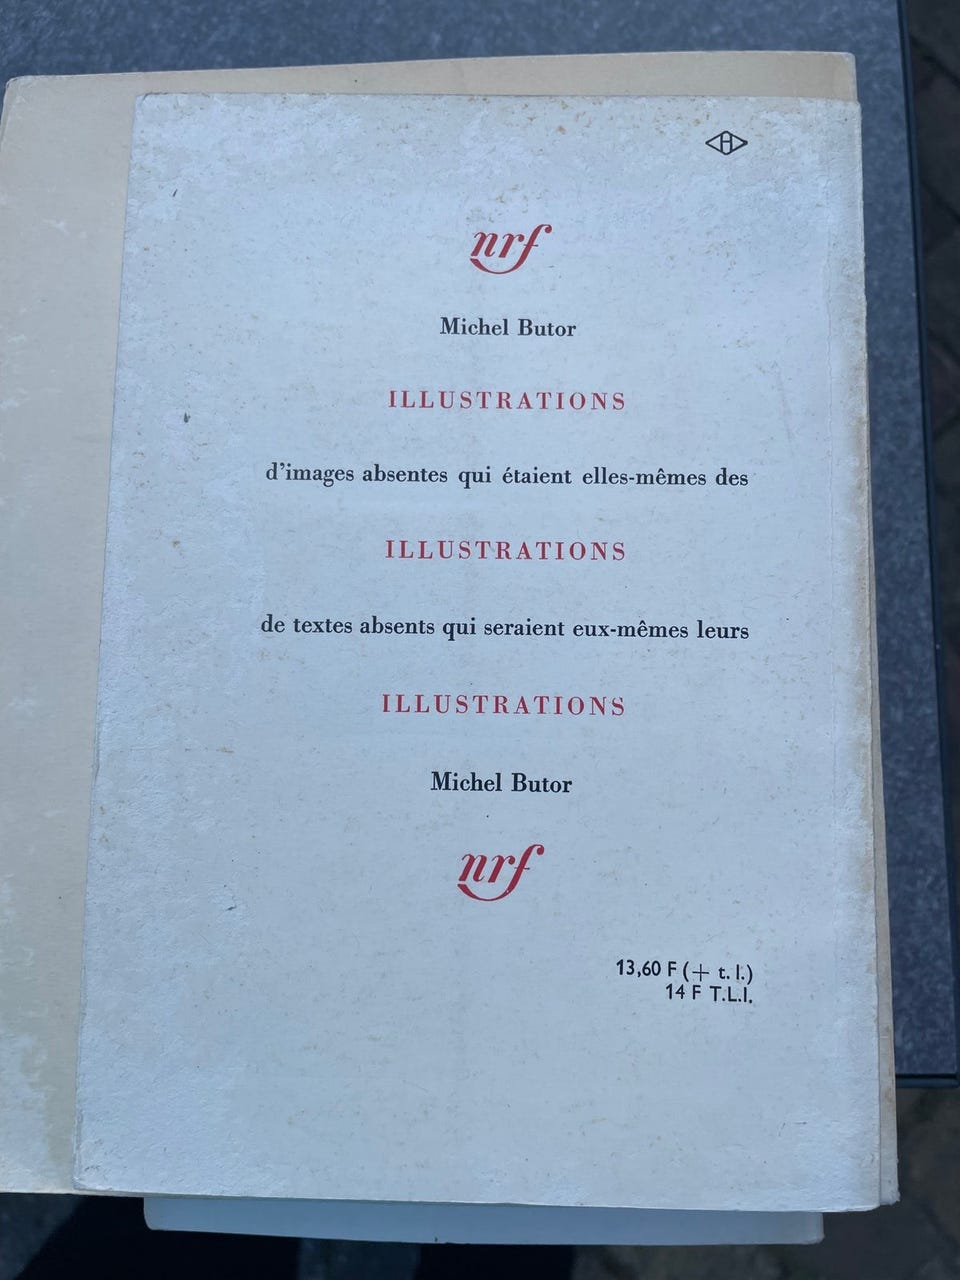 H
nrf
Michel Butor
ILLUSTRATIONS
d'images absentes qui étaient elles-mêmes des
ILLUSTRATIONS
de textes absents qui seraient eux-mêmes leurs
ILLUSTRATIONS
Michel Butor
nrf
13,60 F (+ t. l.)
14 F T.L.I.